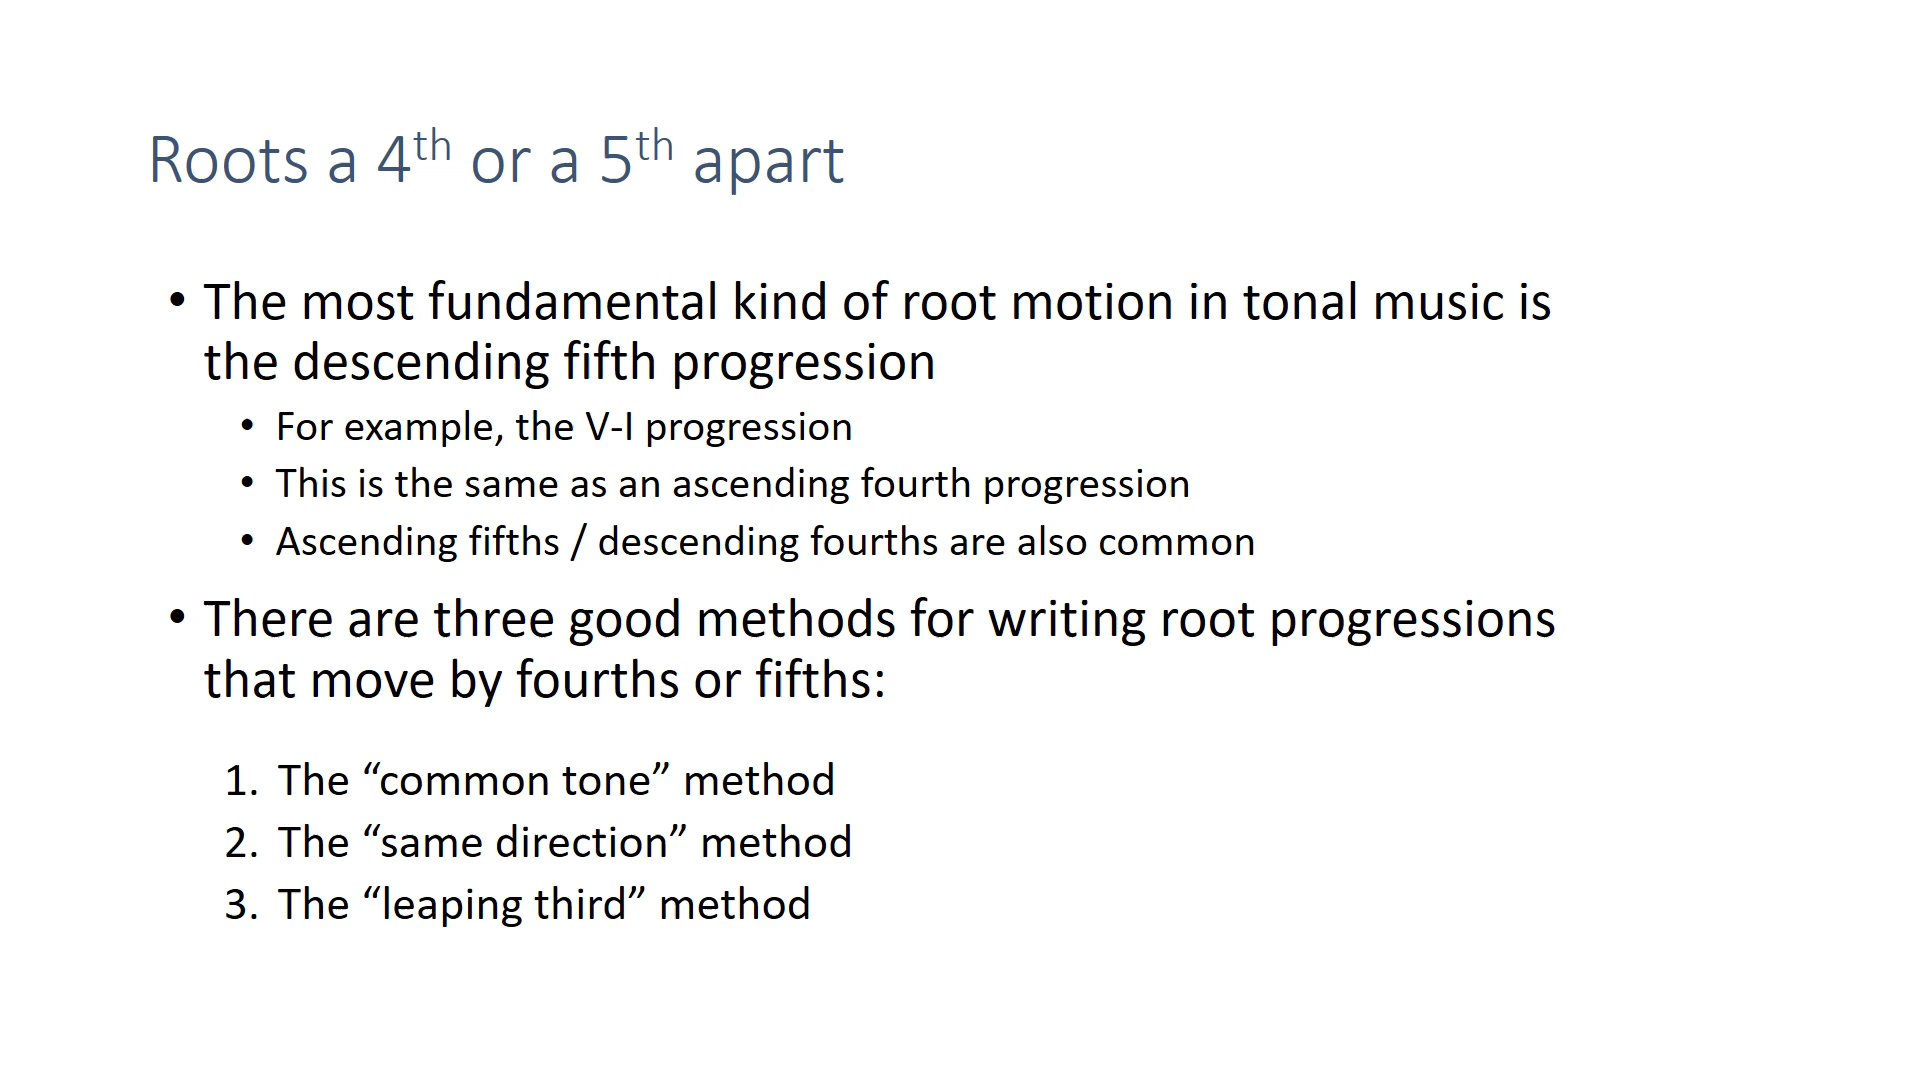 Roots a 4th or a 5th apart
• The most fundamental kind of root motion in tonal music is
the descending fifth progression
• For example, the V-I progression
• This is the same as an ascending fourth progression
• Ascending fifths / descending fourths are also common
• There are three good methods for writing root progressions
that move by fourths or fifths:
1. The “common tone” method
2. The “same direction” method
3. The “leaping third” method